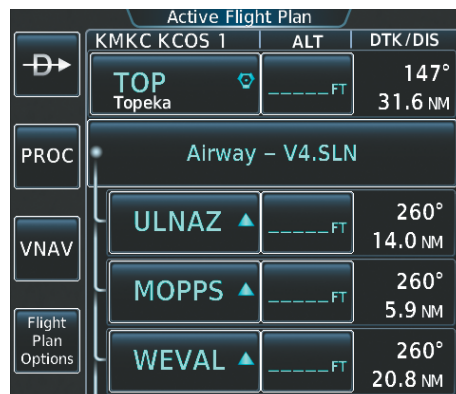 Active Flight Plan
KMKC KCOS 1 ALT DTK/DIS
TOP _____FT 147°
Topeka 31.6 NM
PROC
Airway – V4.SLN
ULNAZ _____FT 260°
14.0 NM
VNAV
MOPPS _____FT 260°
5.9 NM
Flight
Plan
Options
WEVAL _____FT 260°
20.8 NM